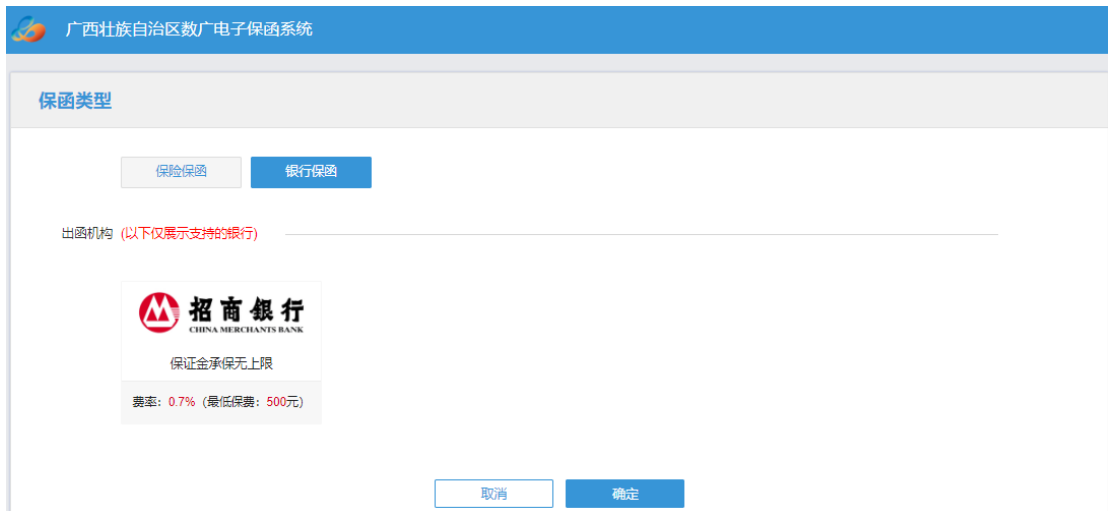 广西壮族自治区数广电子保函系统
保函类型
保险保函 银行保函
出函机构 (以下仅展示支持的银行)
招商银行
CHINA MERCHANTS BANK
保证金承保无上限
费率：0.7%（最低保费：500元）
取消 确定